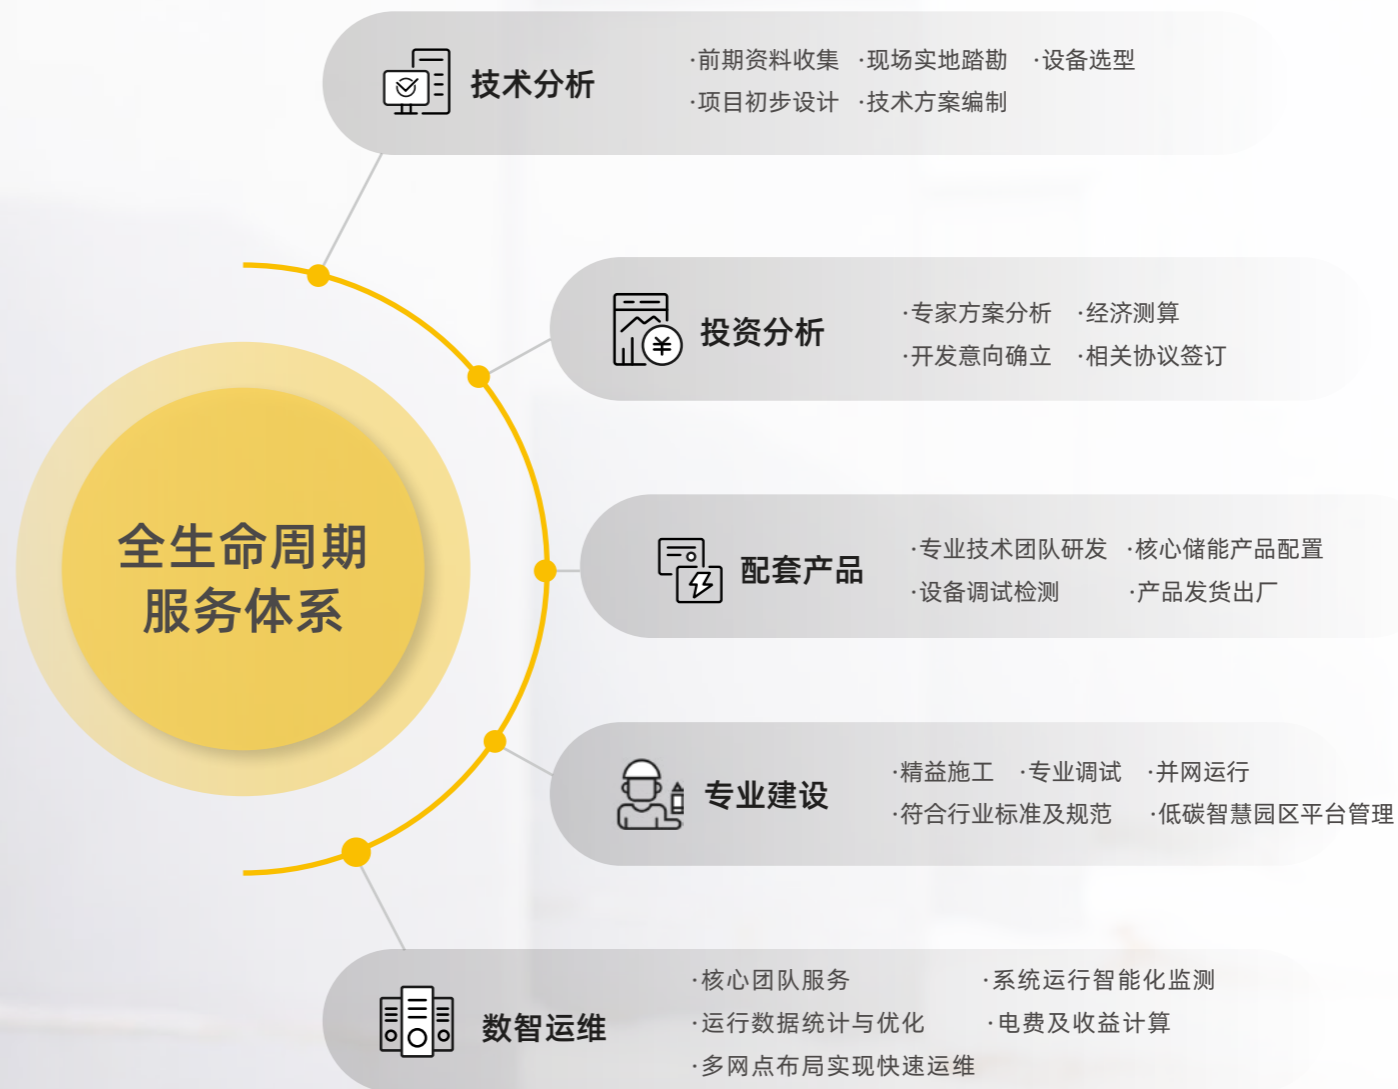 技术分析
·前期资料收集 ·现场实地踏勘 ·设备选型
·项目初步设计 ·技术方案编制
投资分析
·专家方案分析 ·经济测算
·开发意向确立 ·相关协议签订
全生命周期
服务体系
配套产品
·专业技术团队研发 ·核心储能产品配置
·设备调试检测 ·产品发货出厂
专业建设
·精益施工 ·专业调试 ·并网运行
·符合行业标准及规范 ·低碳智慧园区平台管理
数智运维
·核心团队服务 ·系统运行智能化监测
·运行数据统计与优化 ·电费及收益计算
·多网点布局实现快速运维